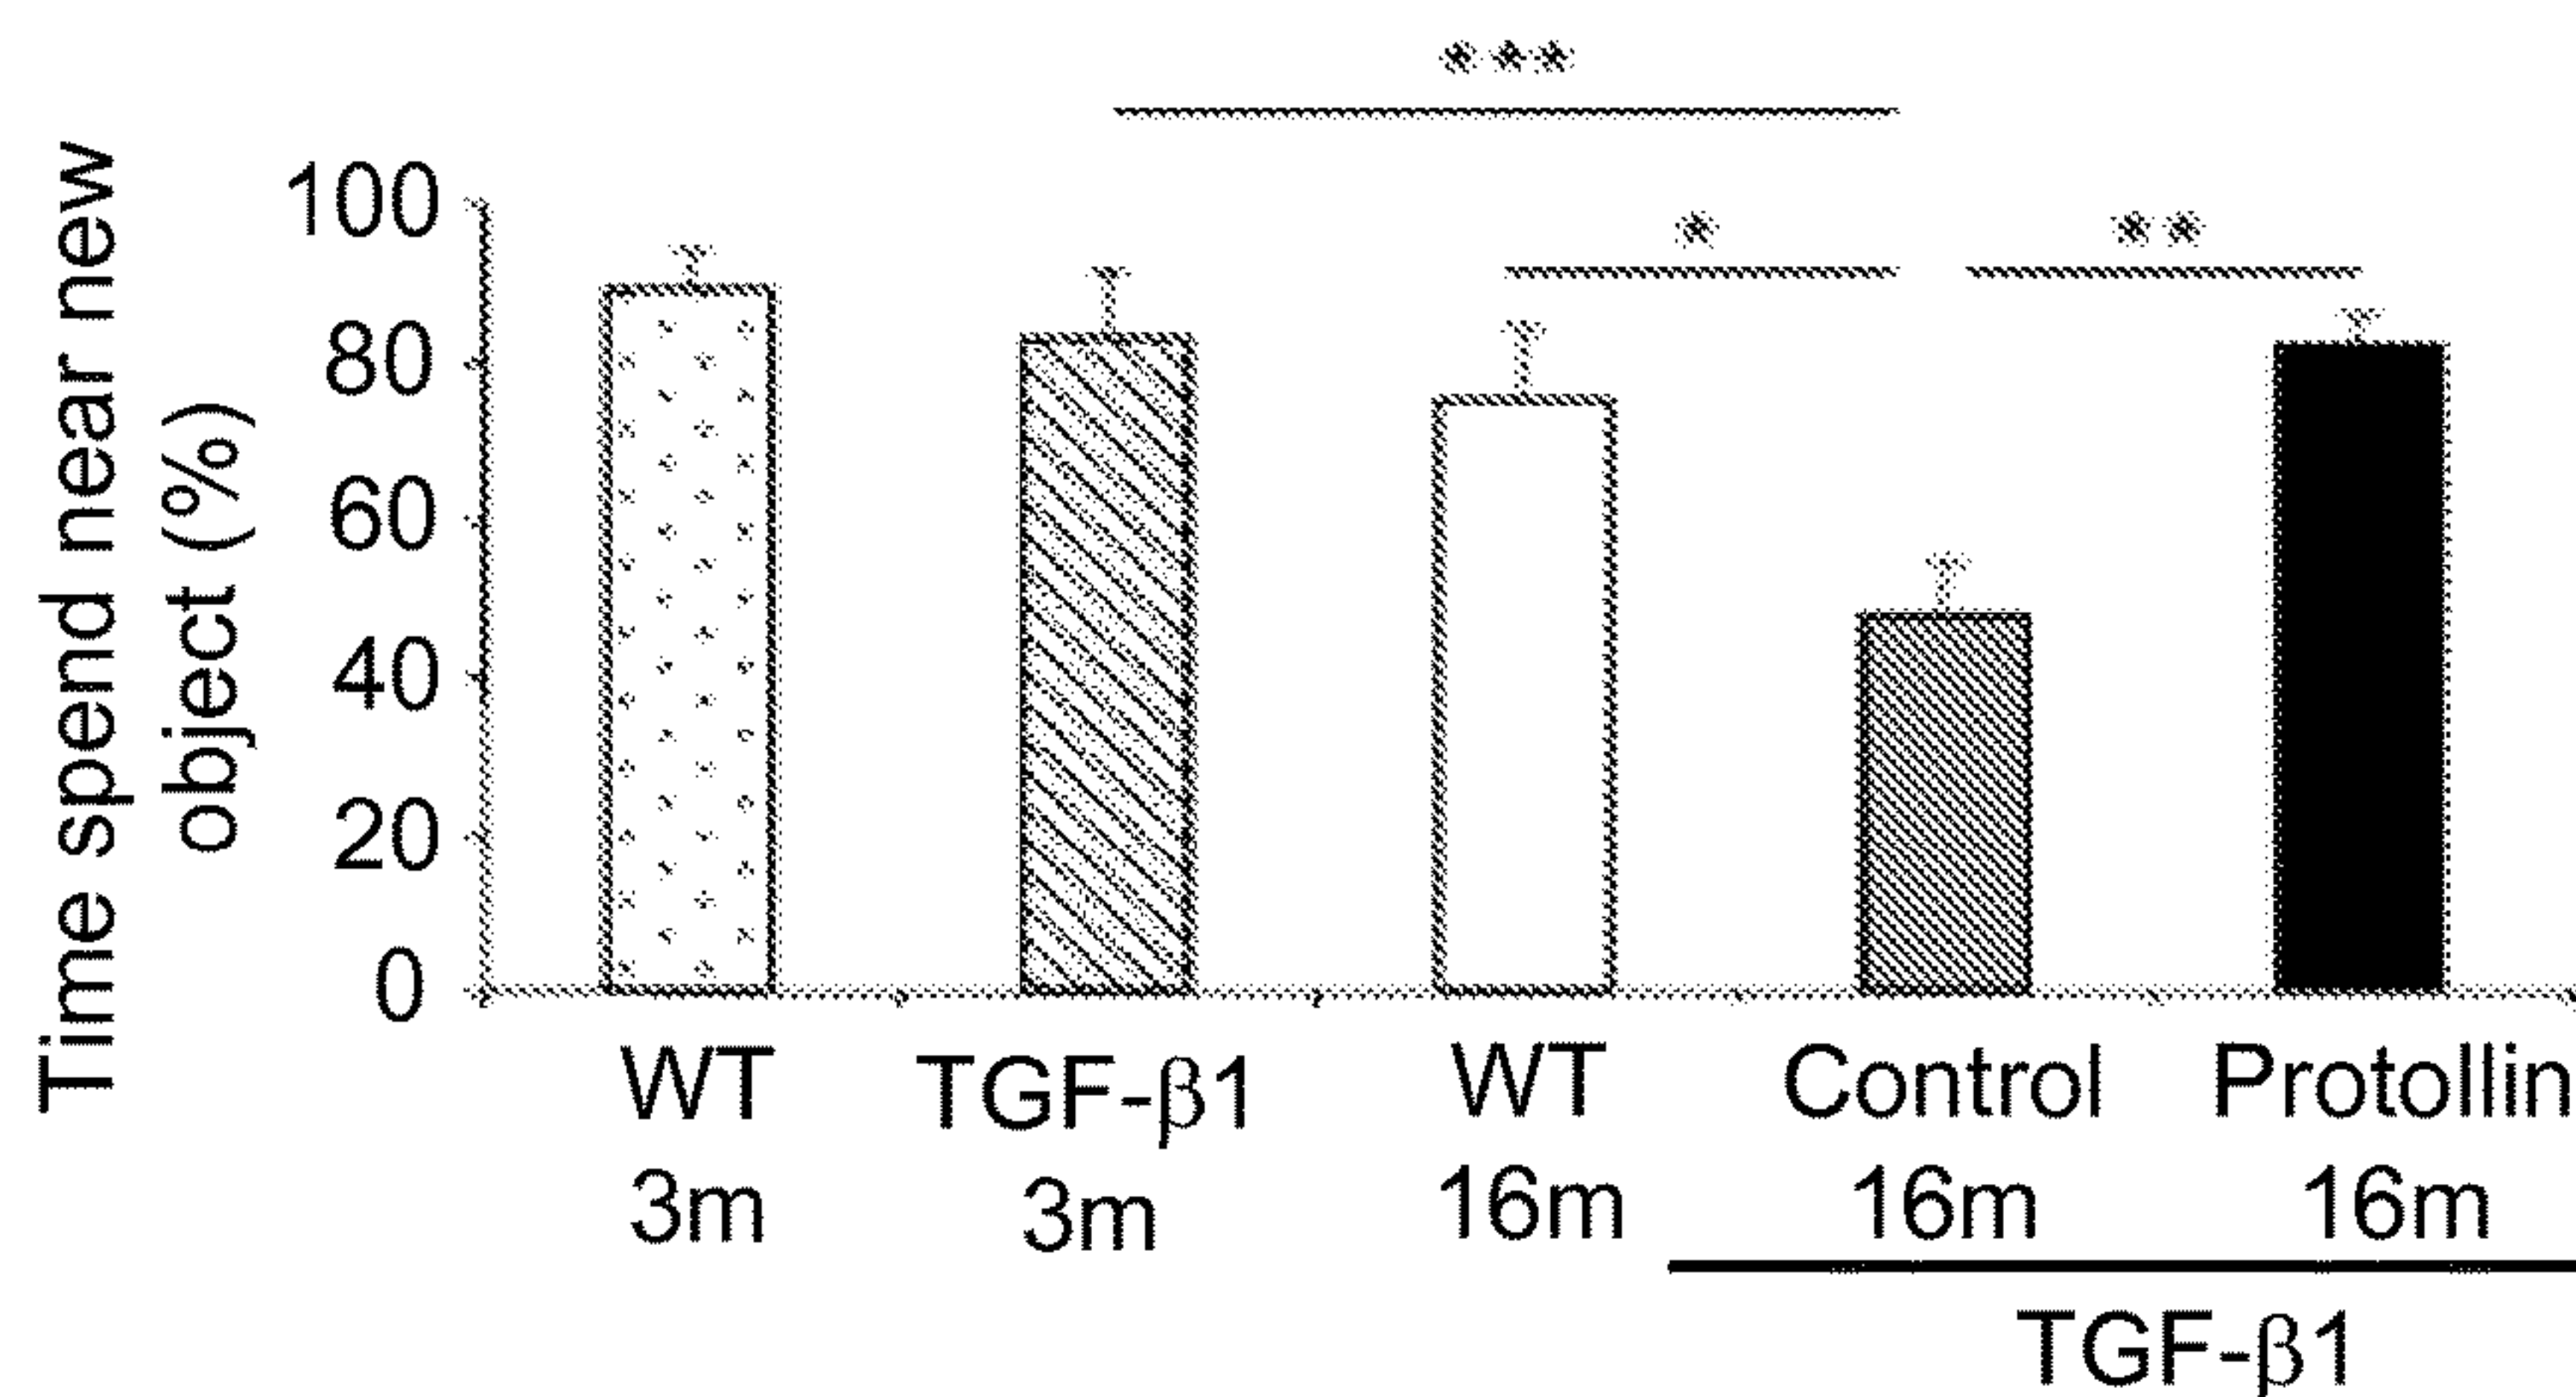 ***
* **
Time spend near new
object (%)
100
80
60
40
20
0
WT TGF-β1 WT Control Protollin
3m 3m 16m 16m 16m
TGF-β1